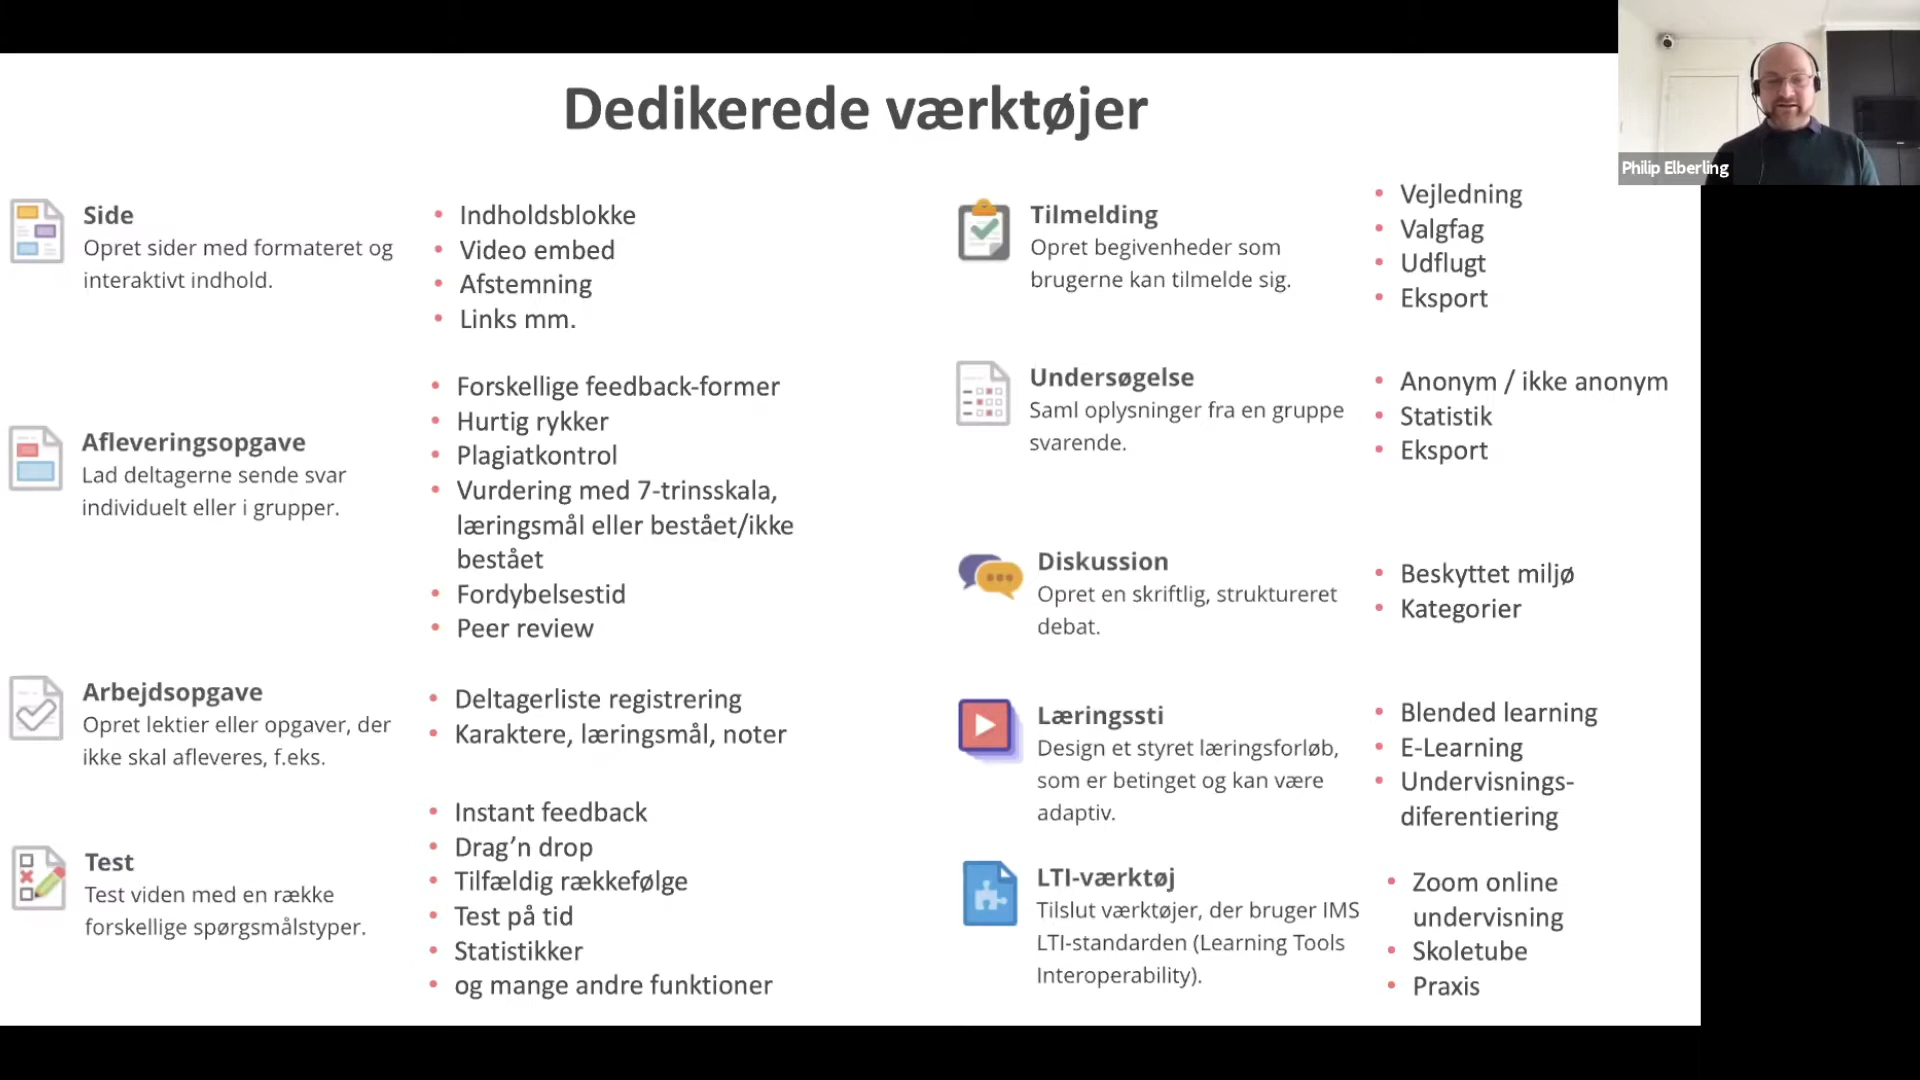 Dedikerede værktøjer
Philip Elberling
Side
Opret sider med formateret og
interaktivt indhold.
• Indholdsblokke
• Video embed
• Afstemning
• Links mm.
Afleveringsopgave
Lad deltagerne sende svar
individuelt eller i grupper.
• Forskellige feedback-former
• Hurtig rykker
• Plagiatkontrol
• Vurdering med 7-trinsskala,
læringsmål eller bestået/ikke
bestået
• Fordybelsestid
• Peer review
Arbejdsopgave
Opret lektier eller opgaver, der
ikke skal afleveres, f.eks.
• Deltagerliste registrering
• Karaktere, læringsmål, noter
Test
Test viden med en række
forskellige spørgsmålstyper.
• Instant feedback
• Drag’n drop
• Tilfældig rækkefølge
• Test på tid
• Statistikker
• og mange andre funktioner
Tilmelding
Opret begivenheder som
brugerne kan tilmelde sig.
• Vejledning
• Valgfag
• Udflugt
• Eksport
Undersøgelse
Saml oplysninger fra en gruppe
svarende.
• Anonym / ikke anonym
• Statistik
• Eksport
Diskussion
Opret en skriftlig, struktureret
debat.
• Beskyttet miljø
• Kategorier
Læringssti
Design et styret læringsforløb,
som er betinget og kan være
adaptiv.
• Blended learning
• E-Learning
• Undervisnings-
diferentiering
LTI-værktøj
Tilslut værktøjer, der bruger IMS
LTI-standarden (Learning Tools
Interoperability).
• Zoom online
undervisning
• Skoletube
• Praxis